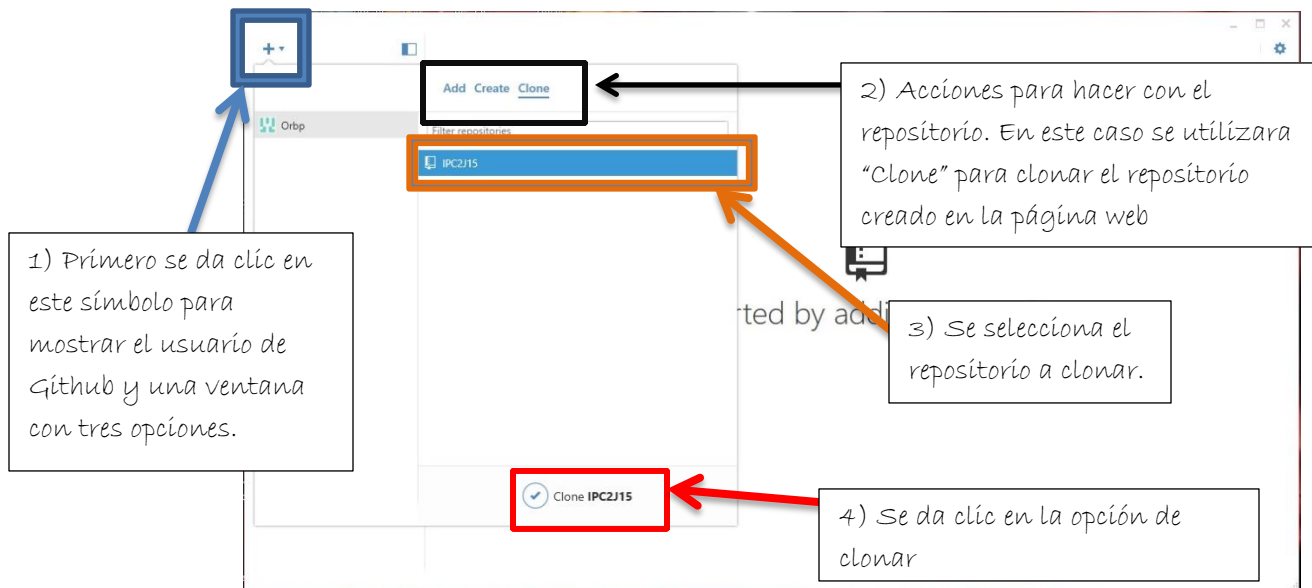 Add Create Clone
Orbp
Filter repositories
IPC2J15
rted by addi
Clone IPC2J15
1) Primero se da clic en
este símbolo para
mostrar el usuario de
Github y una ventana
con tres opciones.
2) Acciones para hacer con el
repositorio. En este caso se utilizara
“Clone” para clonar el repositorio
creado en la página web
3) Se selecciona el
repositorio a clonar.
4) Se da clic en la opción de
clonar